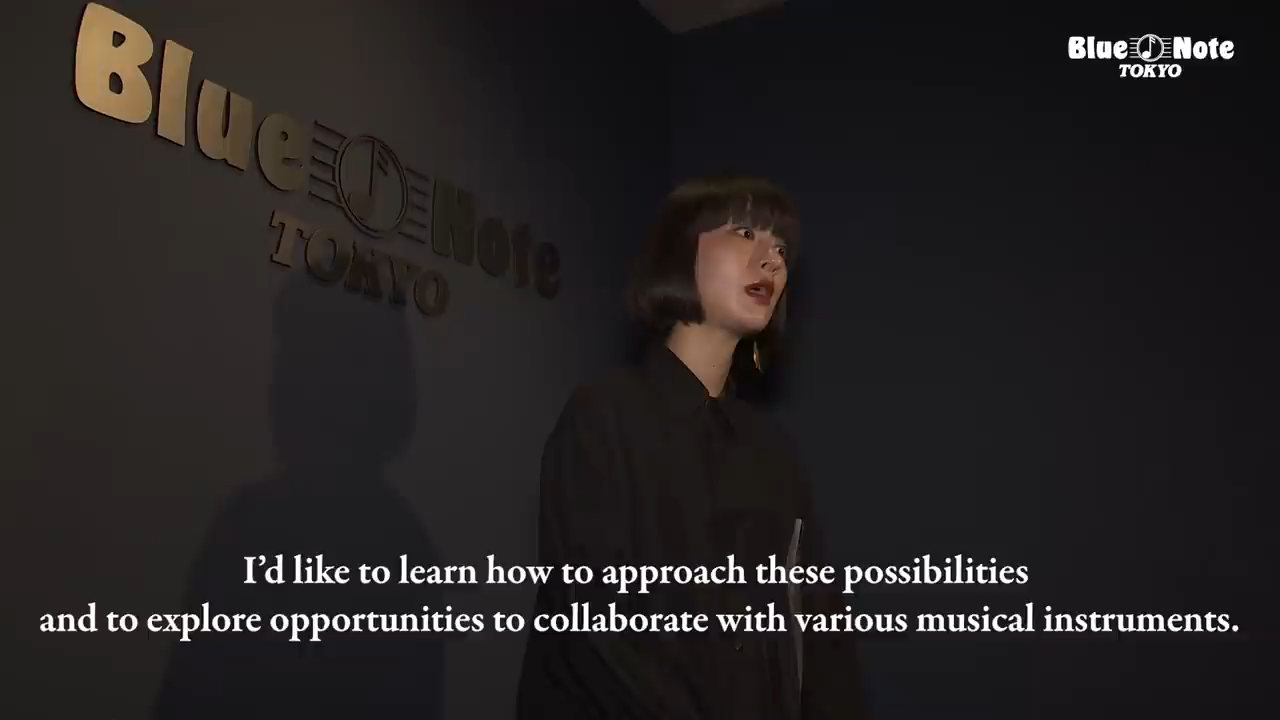 Blue Note
TOKYO
Blue Note
TOKYO
I’d like to learn how to approach these possibilities
and to explore opportunities to collaborate with various musical instruments.